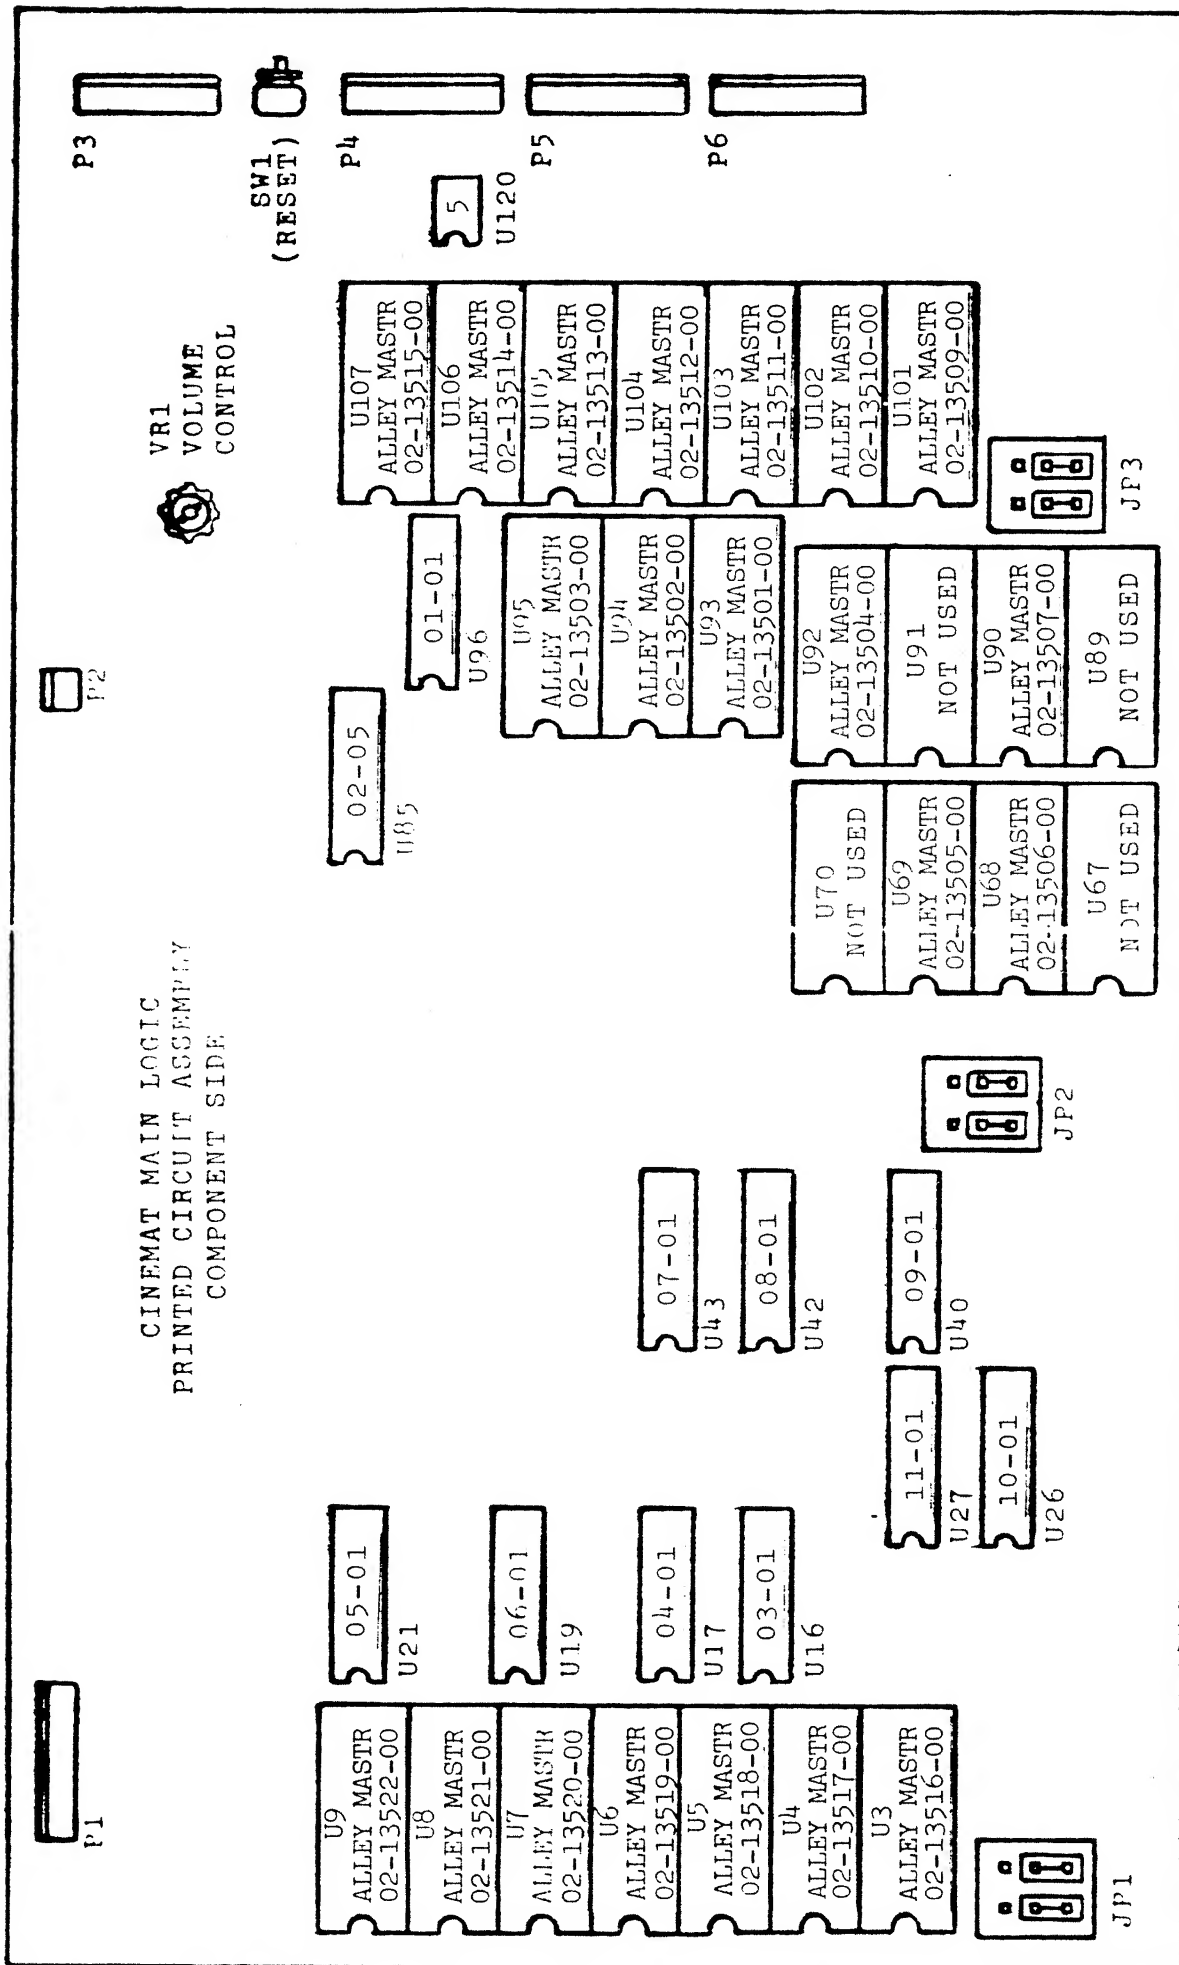 CINEMAT MAIN LOGIC
PRINTED CIRCUIT ASSEMBLY
COMPONENT SIDE
P1
P2
P3
VR1
VOLUME
CONTROL
SW1
(RESET)
P4
P5
P6
5
U120
U9
ALLEY MASTR
02-13522-00
U8
ALLEY MASTR
02-13521-00
U7
ALLEY MASTR
02-13520-00
U6
ALLEY MASTR
02-13519-00
U5
ALLEY MASTR
02-13518-00
U4
ALLEY MASTR
02-13517-00
U3
ALLEY MASTR
02-13516-00
JP1
05-01
U21
06-01
U19
04-01
U17
03-01
U16
11-01
U27
10-01
U26
07-01
U43
08-01
U42
09-01
U40
JP2
02-05
U85
01-01
U96
U70
NOT USED
U69
ALLEY MASTR
02-13505-00
U68
ALLEY MASTR
02-13506-00
U67
NOT USED
U95
ALLEY MASTR
02-13503-00
U94
ALLEY MASTR
02-13502-00
U93
ALLEY MASTR
02-13501-00
U92
ALLEY MASTR
02-13504-00
U91
NOT USED
U90
ALLEY MASTR
02-13507-00
U89
NOT USED
U107
ALLEY MASTR
02-13515-00
U106
ALLEY MASTR
02-13514-00
U105
ALLEY MASTR
02-13513-00
U104
ALLEY MASTR
02-13512-00
U103
ALLEY MASTR
02-13511-00
U102
ALLEY MASTR
02-13510-00
U101
ALLEY MASTR
02-13509-00
JP3